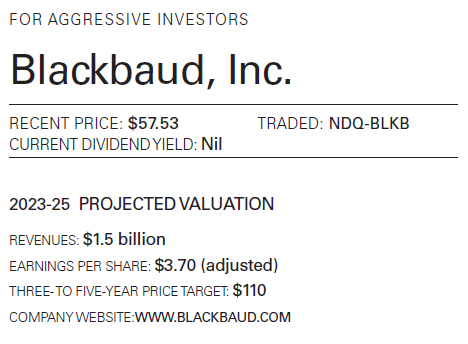 FOR AGGRESSIVE INVESTORS
Blackbaud, Inc.
RECENT PRICE: $57.53 TRADED: NDQ-BLKB
CURRENT DIVIDEND YIELD: Nil
2023-25 PROJECTED VALUATION
REVENUES: $1.5 billion
EARNINGS PER SHARE: $3.70 (adjusted)
THREE- TO FIVE-YEAR PRICE TARGET: $110
COMPANY WEBSITE:WWW.BLACKBAUD.COM